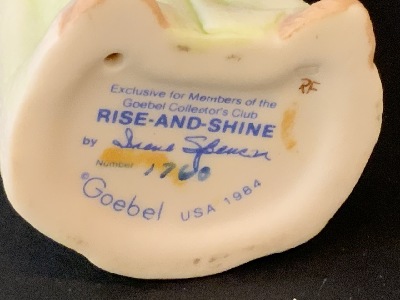 Exclusive for Members of the
Goebel Collector's Club
RISE-AND-SHINE
by Irene Spencer
Number 1760
©Goebel USA 1984
RF